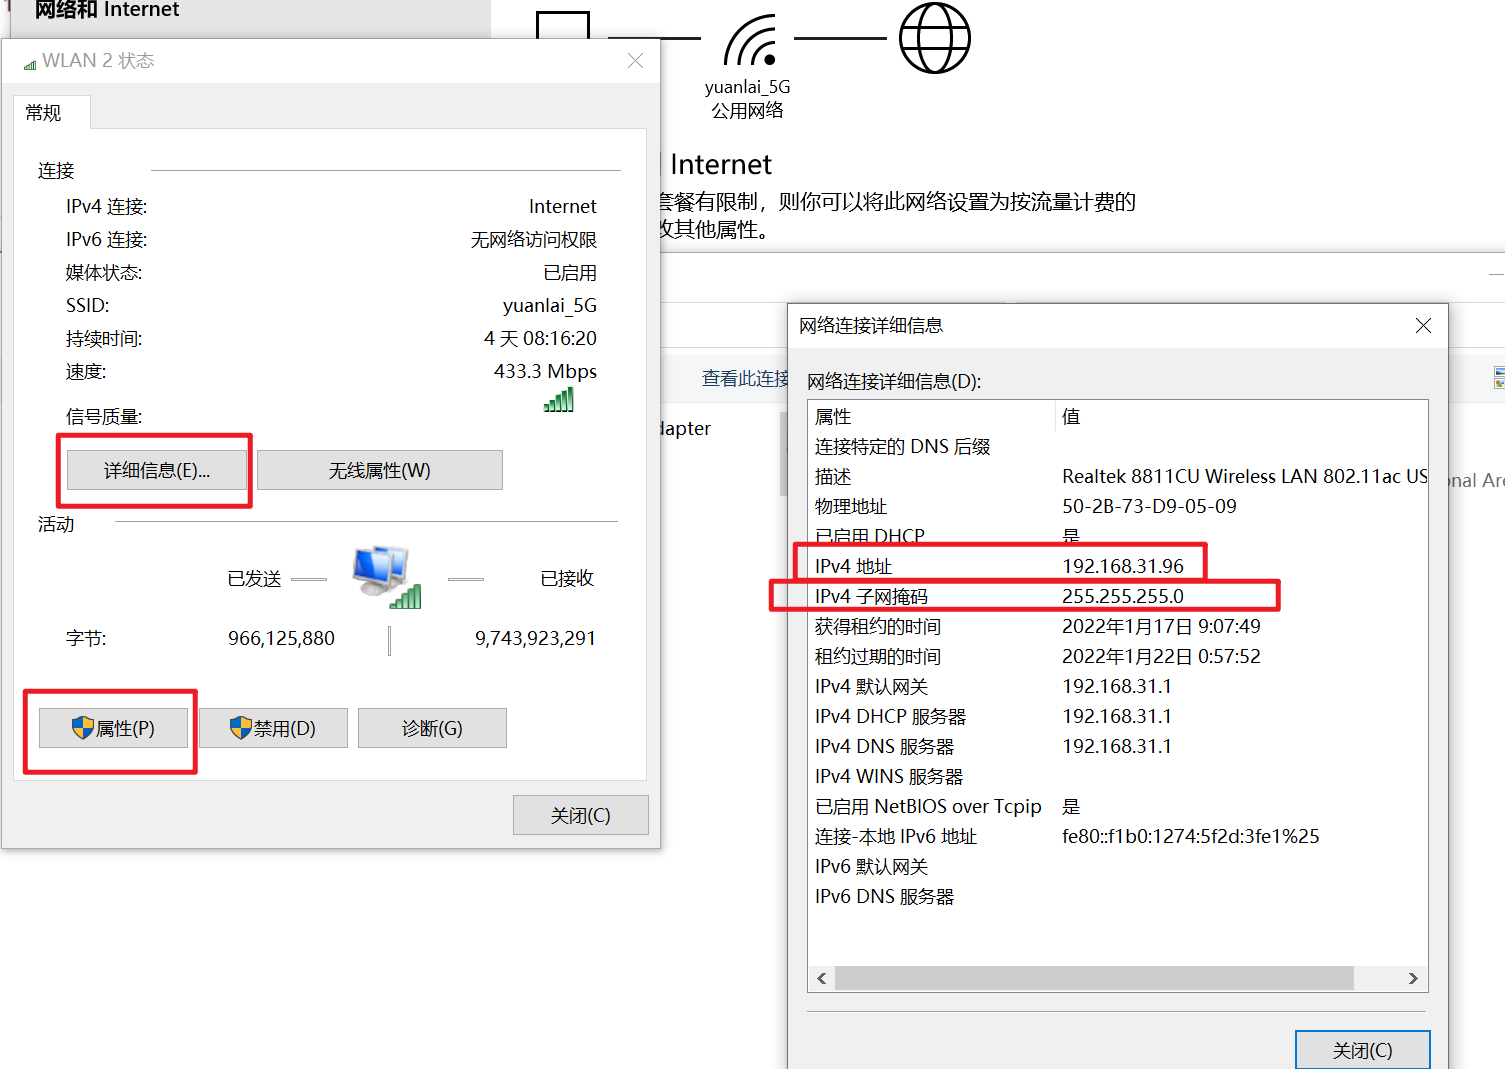 网络和 Internet
WLAN 2 状态
常规
连接
IPv4 连接: Internet
IPv6 连接: 无网络访问权限
媒体状态: 已启用
SSID: yuanlai_5G
持续时间: 4 天 08:16:20
速度: 433.3 Mbps
信号质量:
详细信息(E)... 无线属性(W)
活动
已发送 已接收
字节: 966,125,880 9,743,923,291
属性(P) 禁用(D) 诊断(G)
关闭(C)
yuanlai_5G
公用网络
Internet
套餐有限制，则你可以将此网络设置为按流量计费的
改其他属性。
查看此连接
dapter
网络连接详细信息
网络连接详细信息(D):
属性 值
连接特定的 DNS 后缀
描述 Realtek 8811CU Wireless LAN 802.11ac US
物理地址 50-2B-73-D9-05-09
已启用 DHCP 是
IPv4 地址 192.168.31.96
IPv4 子网掩码 255.255.255.0
获得租约的时间 2022年1月17日 9:07:49
租约过期的时间 2022年1月22日 0:57:52
IPv4 默认网关 192.168.31.1
IPv4 DHCP 服务器 192.168.31.1
IPv4 DNS 服务器 192.168.31.1
IPv4 WINS 服务器
已启用 NetBIOS over Tcpip 是
连接-本地 IPv6 地址 fe80::f1b0:1274:5f2d:3fe1%25
IPv6 默认网关
IPv6 DNS 服务器
关闭(C)
onal Are